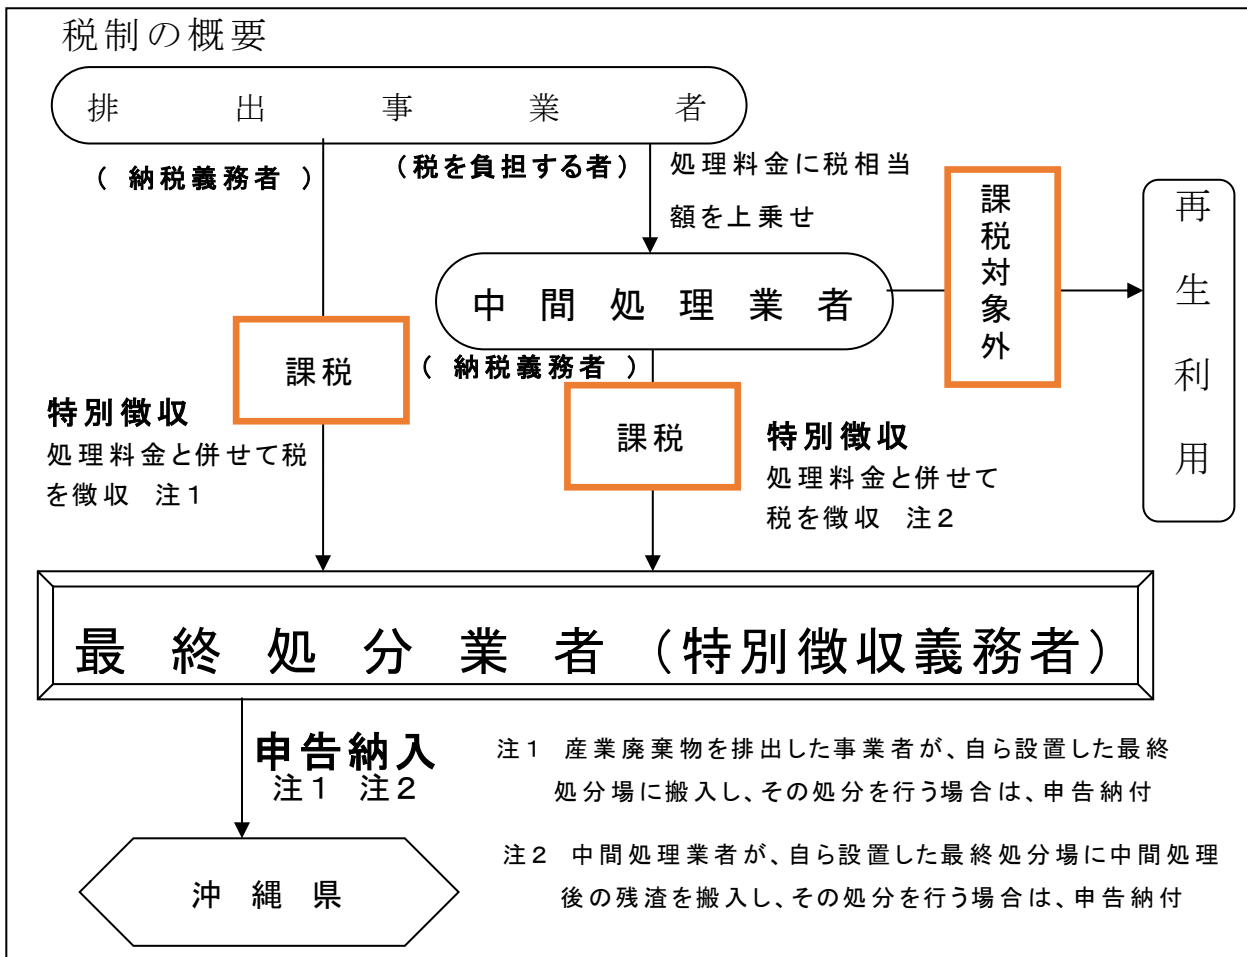 税制の概要
排出事業者
（納税義務者）
（税を負担する者）
処理料金に税相当
額を上乗せ
課税対象外
再生利用
中間処理業者
（納税義務者）
課税
特別徴収
処理料金と併せて税
を徴収　注１
課税
特別徴収
処理料金と併せて
税を徴収　注２
最終処分業者（特別徴収義務者）
申告納入
注１　注２
注１　産業廃棄物を排出した事業者が、自ら設置した最終
処分場に搬入し、その処分を行う場合は、申告納付
注２　中間処理業者が、自ら設置した最終処分場に中間処理
後の残渣を搬入し、その処分を行う場合は、申告納付
沖縄県